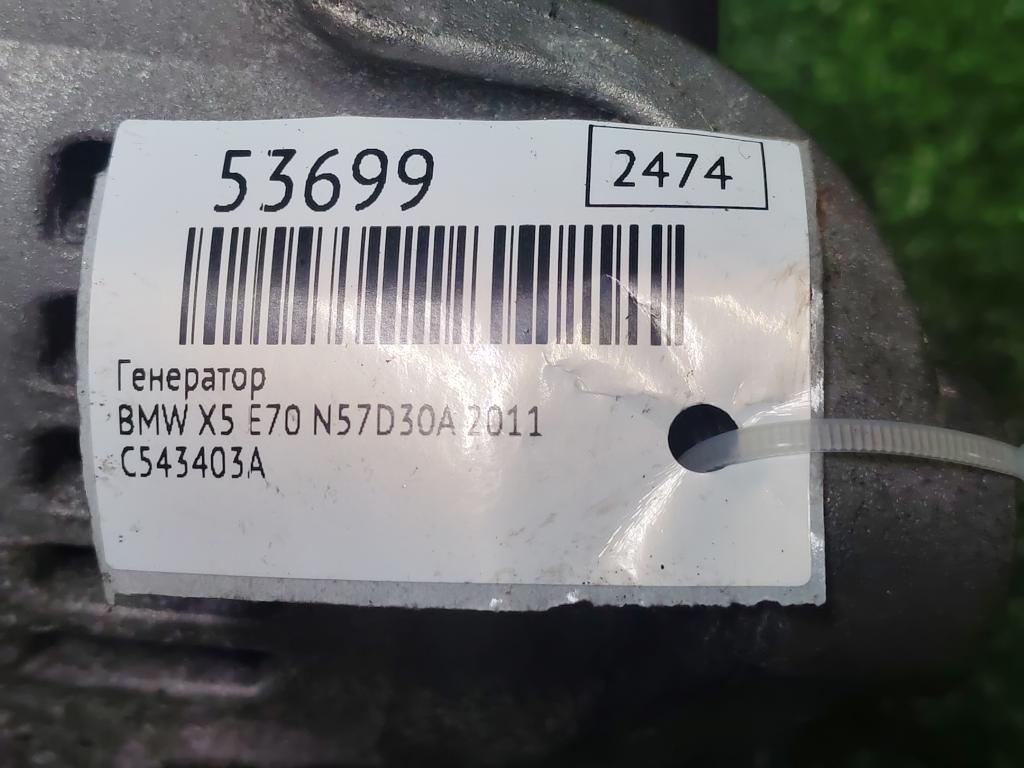 53699
2474
Генератор
BMW X5 E70 N57D30A 2011
C543403A